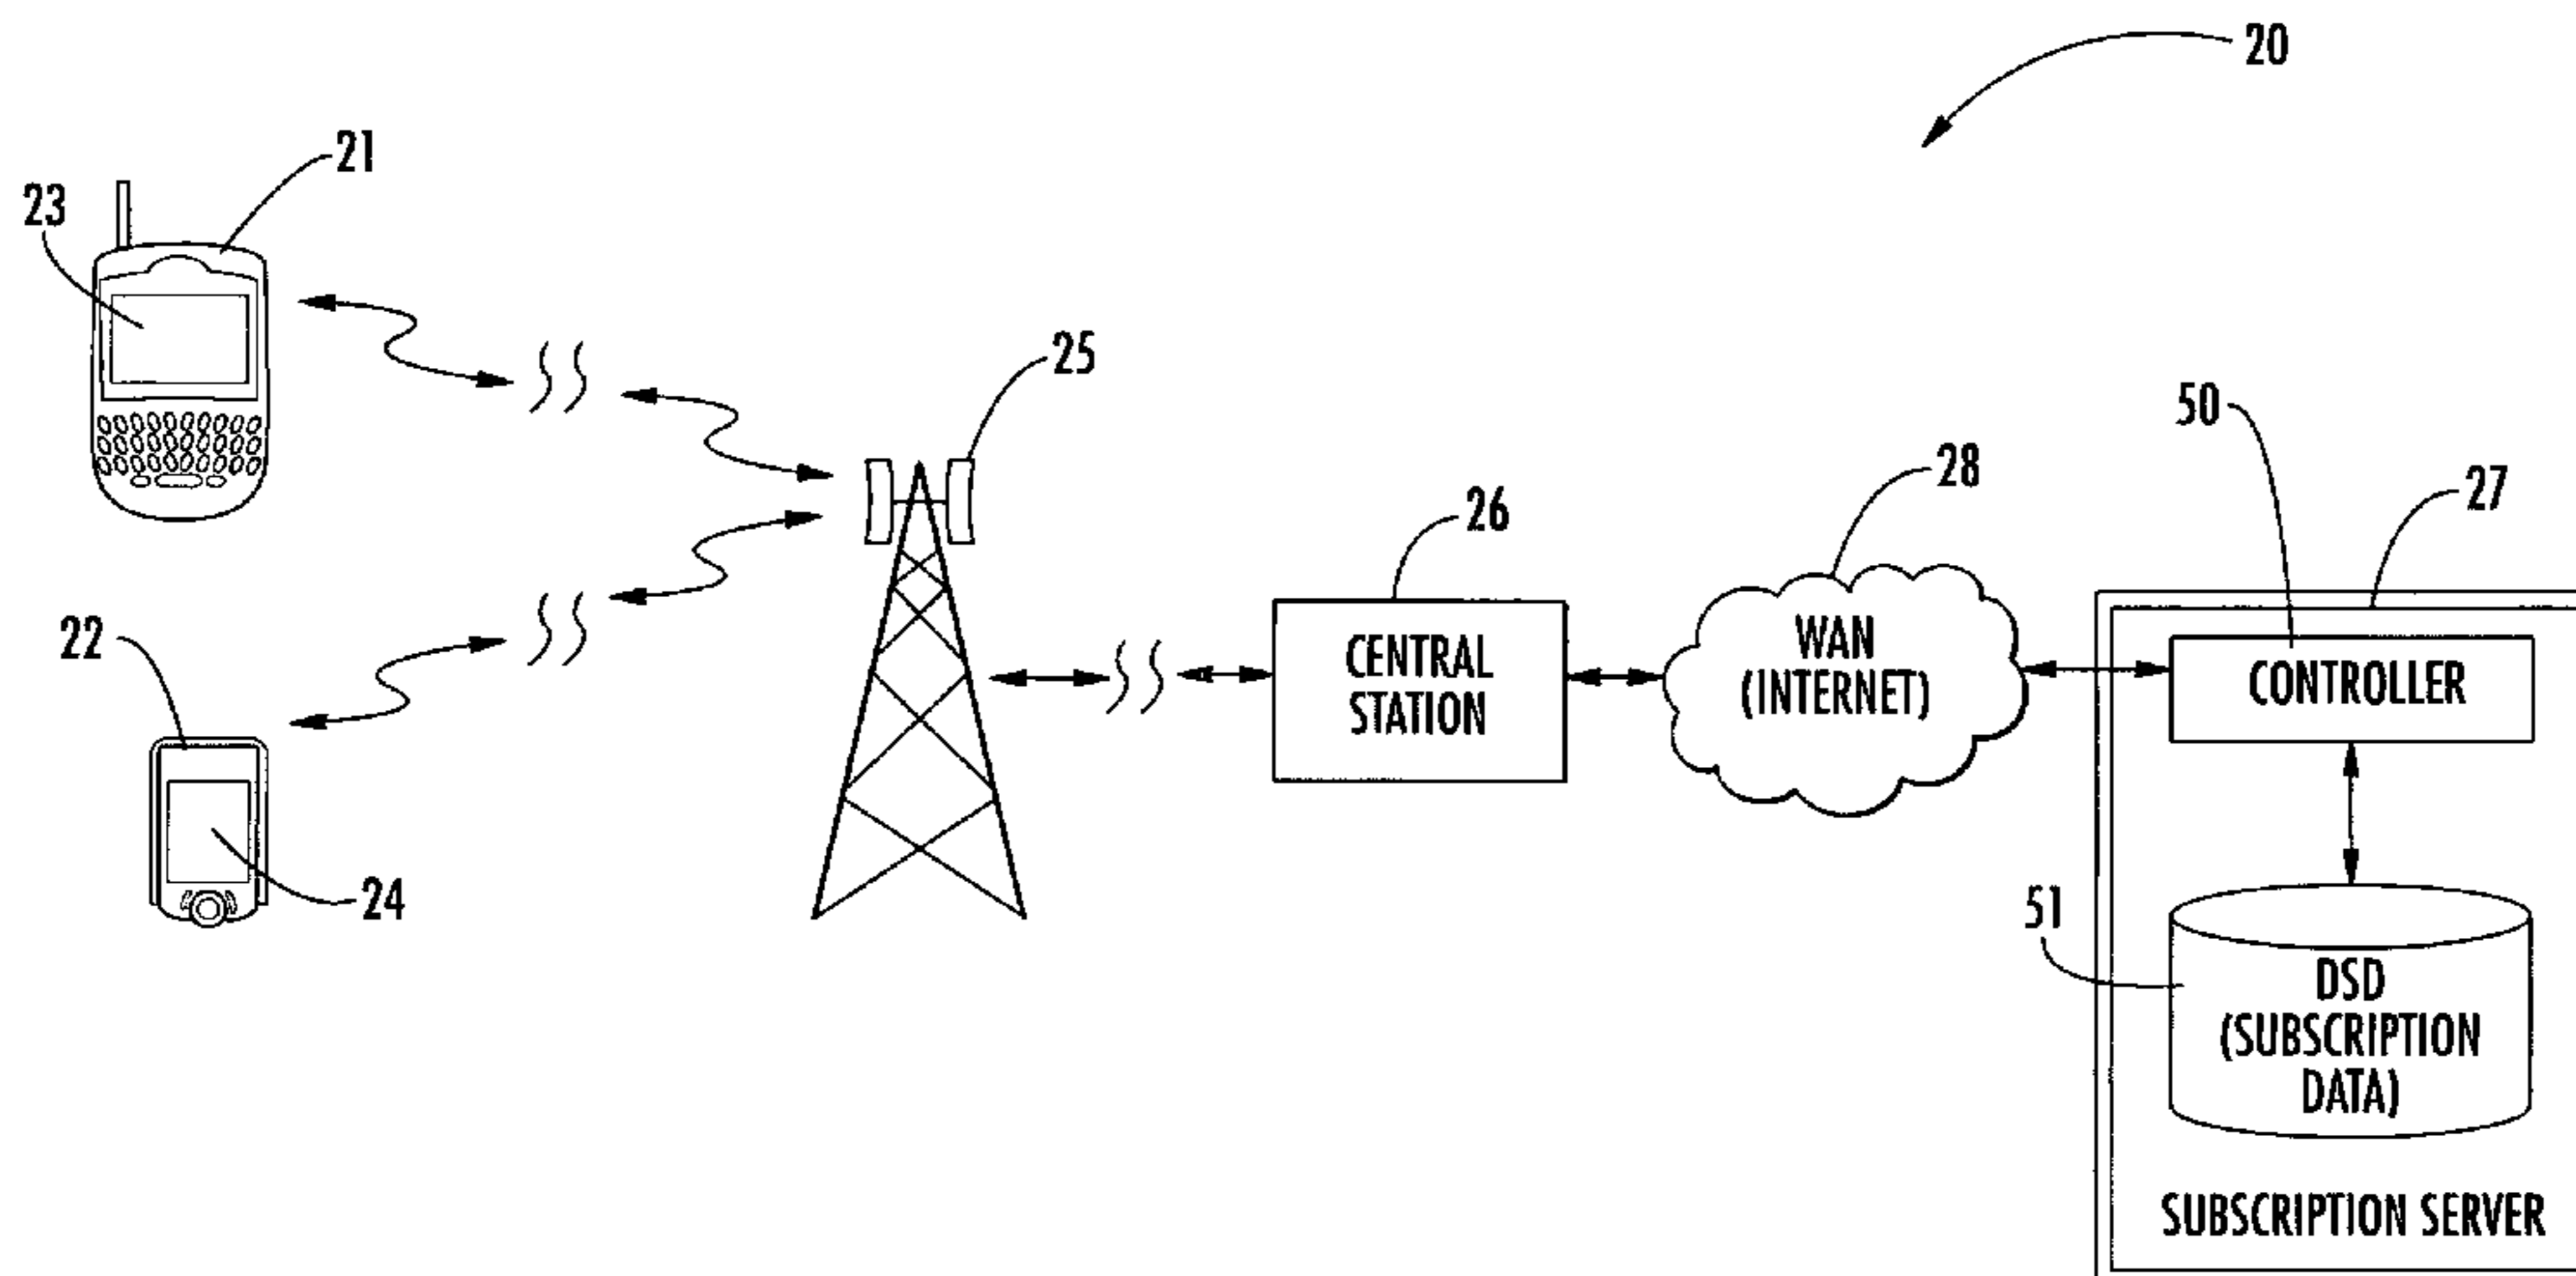 20
21
23
25
50
28
27
26
22
WAN
(INTERNET)
CENTRAL
STATION
CONTROLLER
24
51
DSD
(SUBSCRIPTION
DATA)
SUBSCRIPTION SERVER